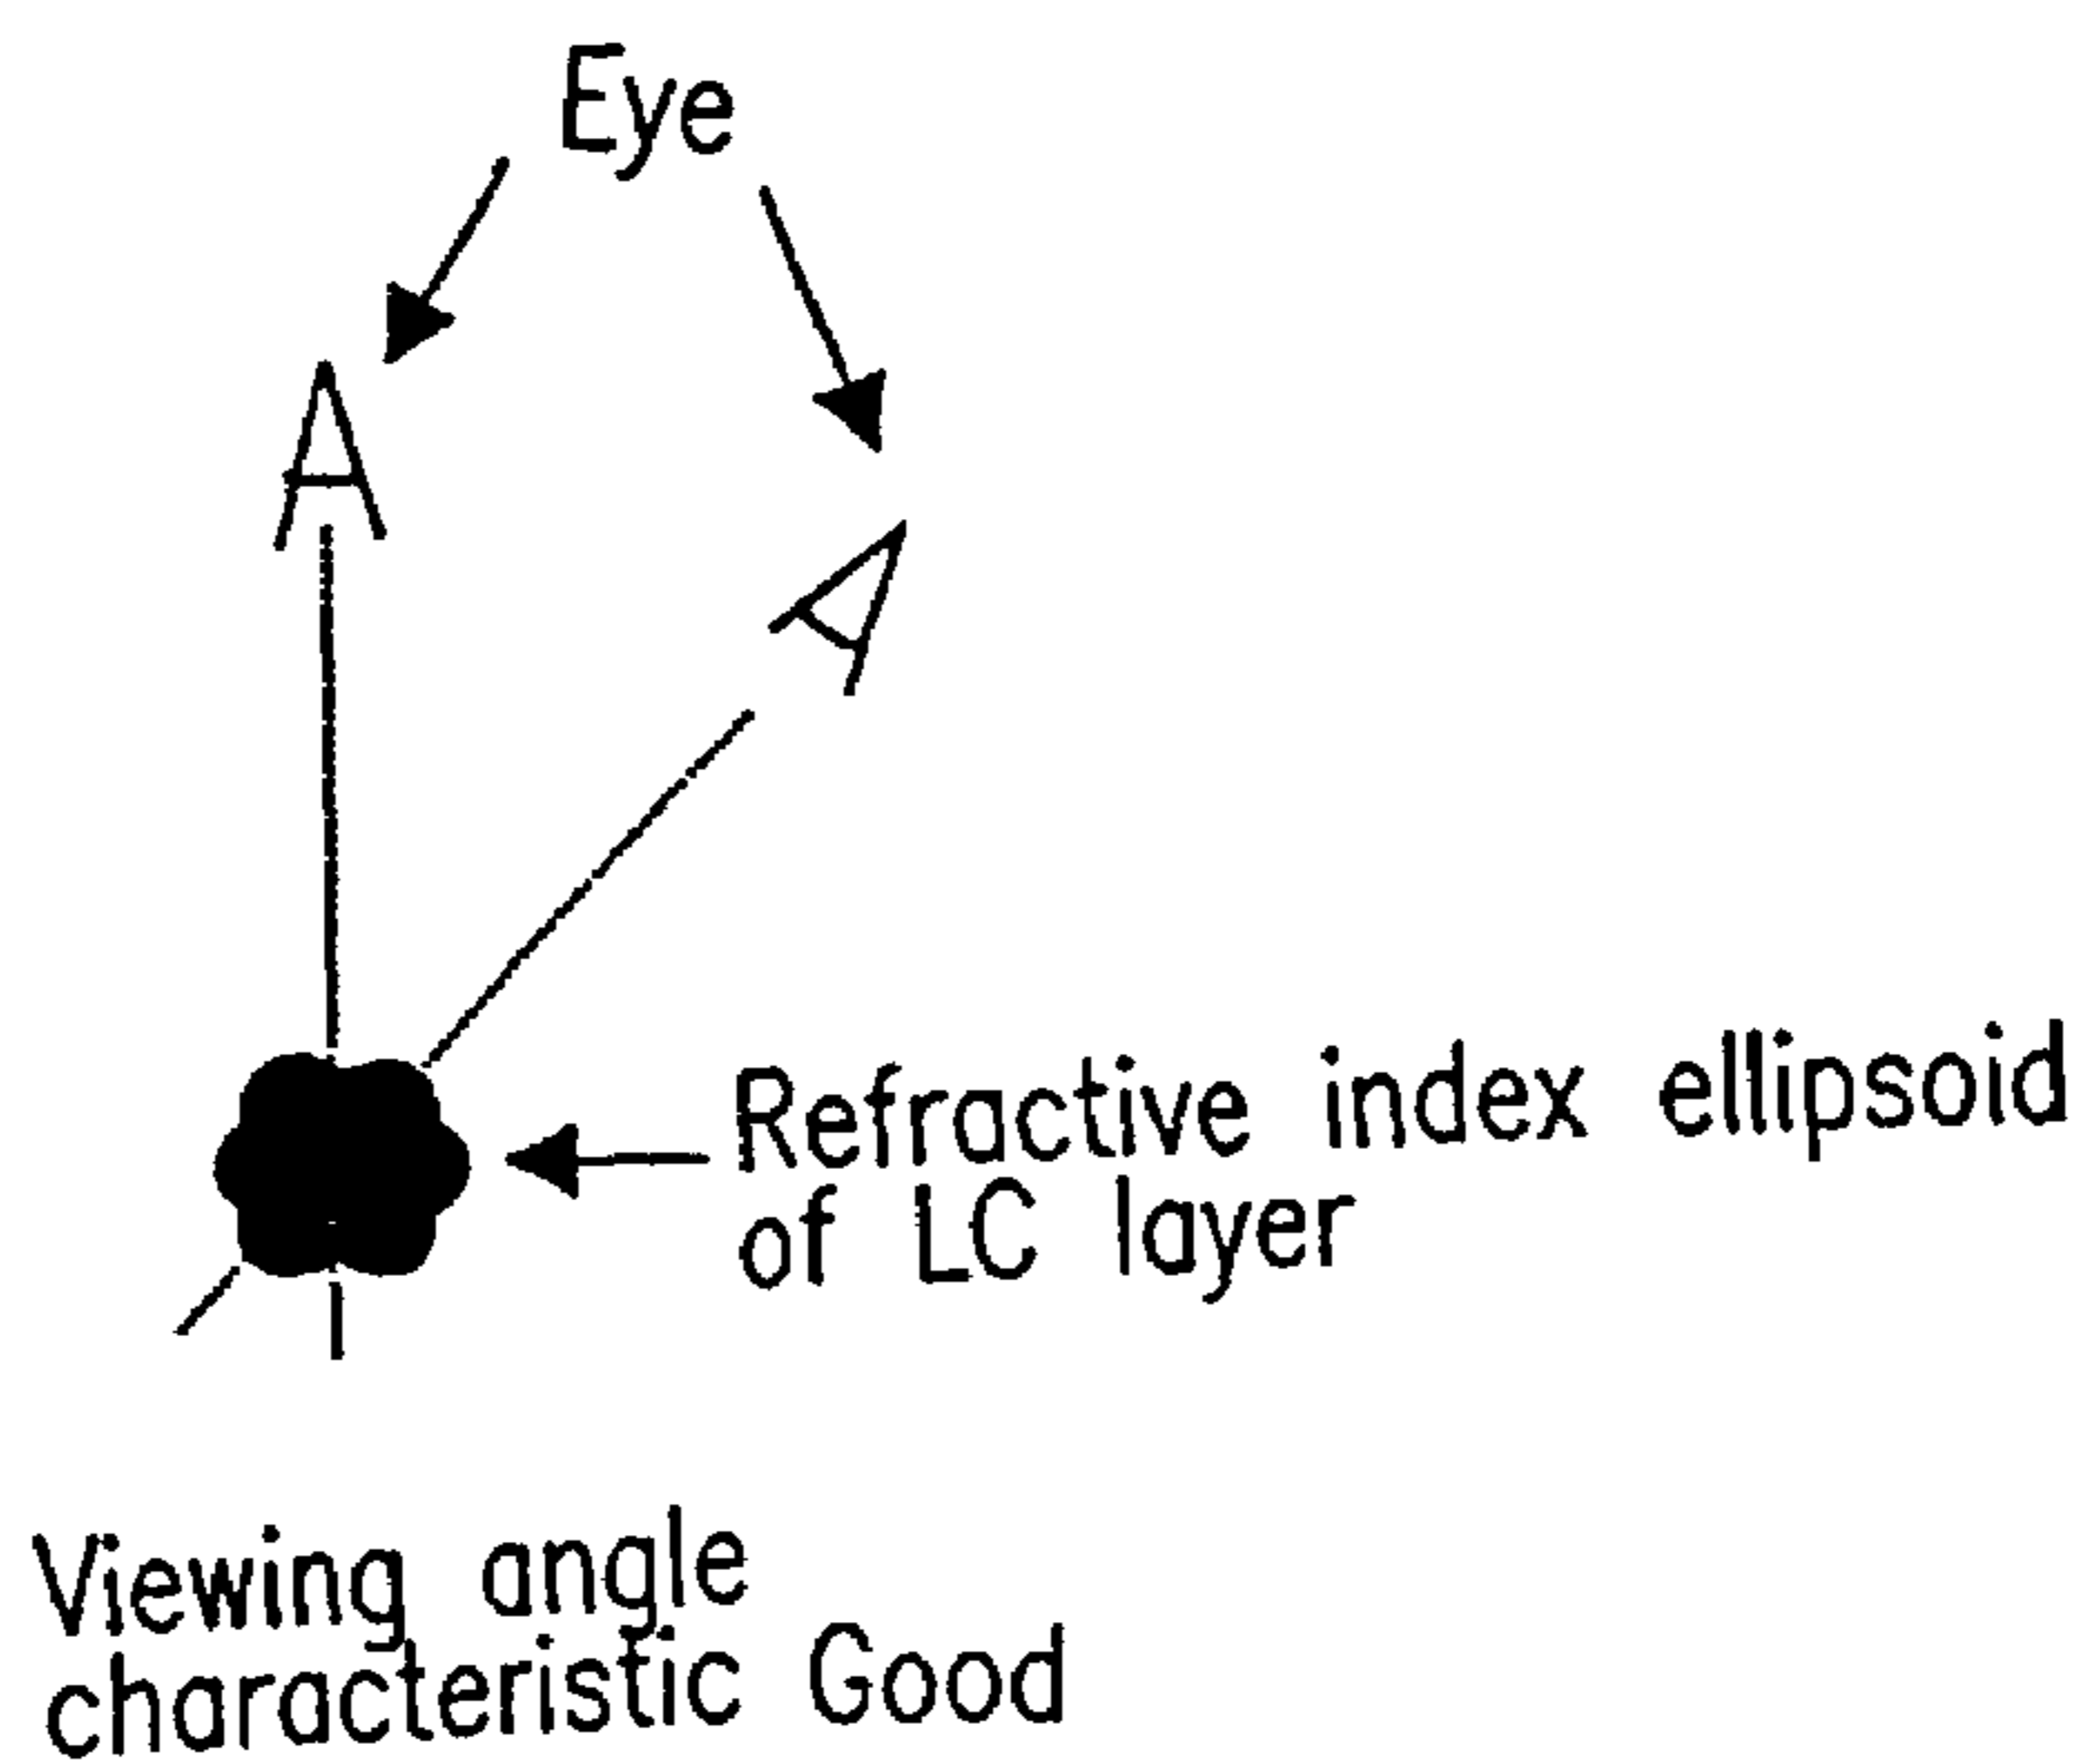 Eye
A
A
Refractive index ellipsoid
of LC layer
Viewing angle
characteristic Good